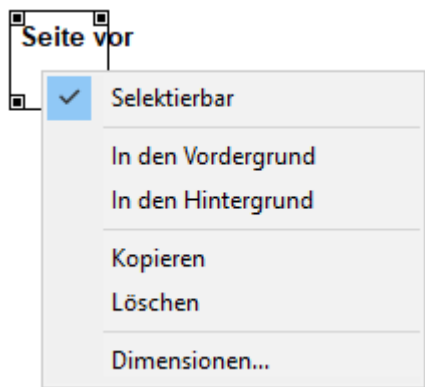 Seite vor
Selektierbar
In den Vordergrund
In den Hintergrund
Kopieren
Löschen
Dimensionen...